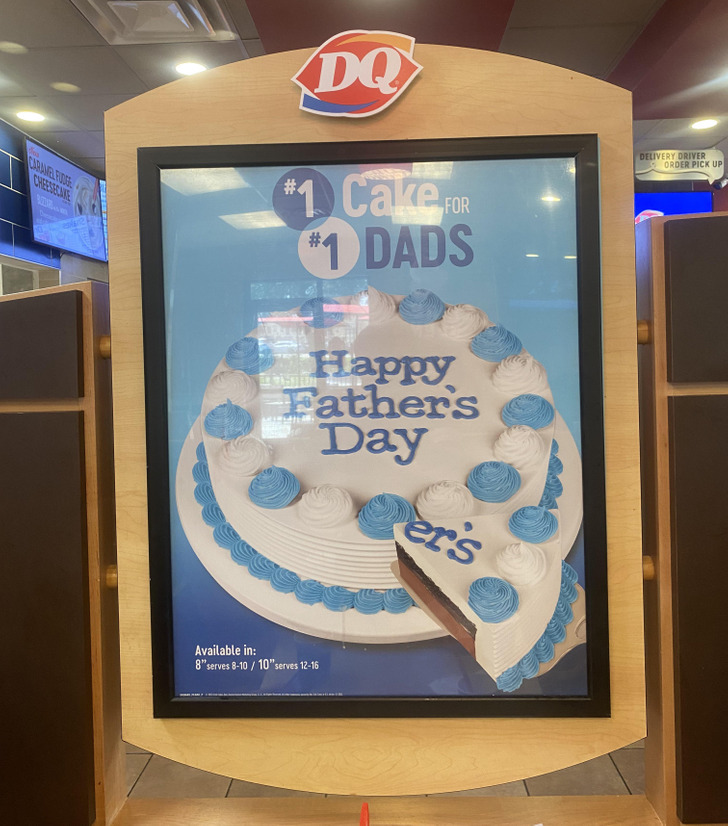 DQ
CARAMEL FUDGE
CHEESECAKE
DELIVERY DRIVER
ORDER PICK UP
#1 Cake FOR
#1 DADS
Happy
Father's
Day
er's
Available in:
8" serves 8-10 / 10" serves 12-16